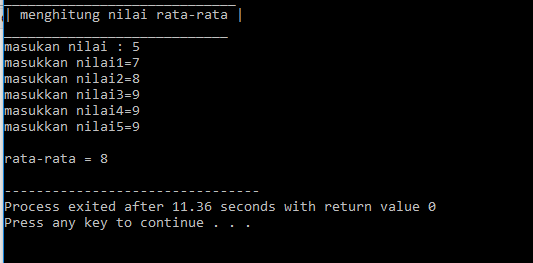 | menghitung nilai rata-rata |
masukan nilai : 5
masukkan nilai1=7
masukkan nilai2=8
masukkan nilai3=9
masukkan nilai4=9
masukkan nilai5=9
rata-rata = 8
--------------------------------
Process exited after 11.36 seconds with return value 0
Press any key to continue . . .